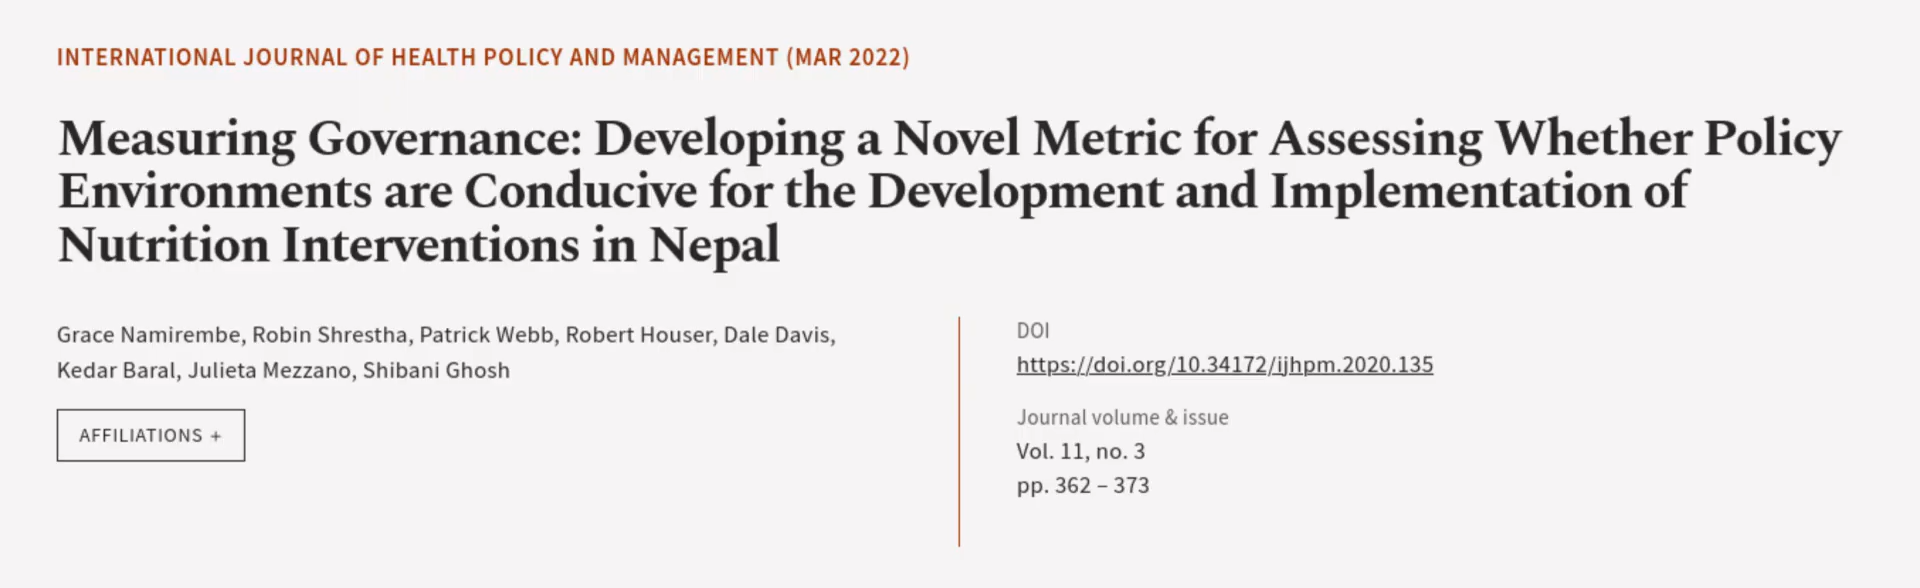 INTERNATIONAL JOURNAL OF HEALTH POLICY AND MANAGEMENT (MAR 2022)
Measuring Governance: Developing a Novel Metric for Assessing Whether Policy
Environments are Conducive for the Development and Implementation of
Nutrition Interventions in Nepal
Grace Namirembe, Robin Shrestha, Patrick Webb, Robert Houser, Dale Davis,
Kedar Baral, Julieta Mezzano, Shibani Ghosh
AFFILIATIONS +
DOI
https://doi.org/10.34172/ijhpm.2020.135
Journal volume & issue
Vol. 11, no. 3
pp. 362 – 373